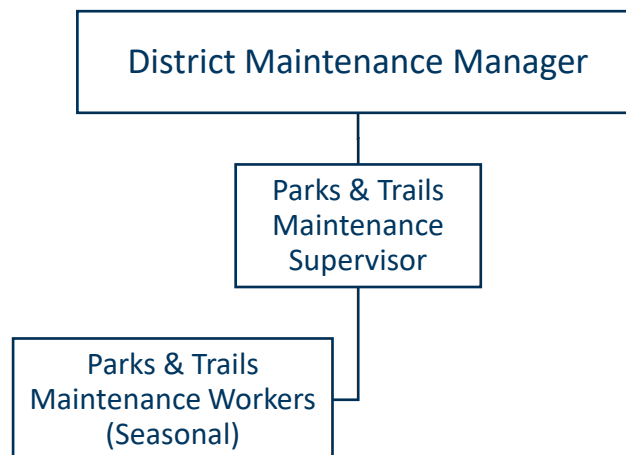 District Maintenance Manager
Parks & Trails
Maintenance
Supervisor
Parks & Trails
Maintenance Workers
(Seasonal)